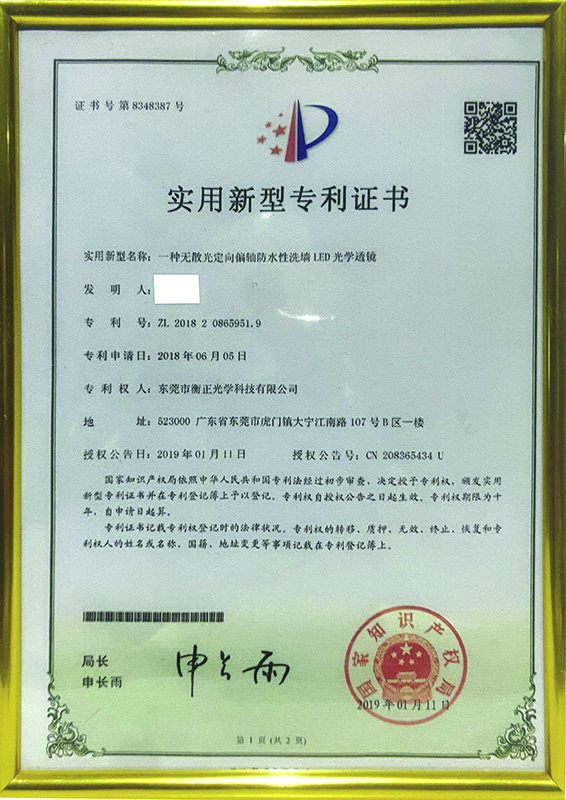 证书号第8348387号
实用新型专利证书
实用新型名称：一种无散光定向偏轴防水性洗墙LED光学透镜
发明人：
专利号：ZL 2018 2 0865951.9
专利申请日：2018年06月05日
专利权人：东莞市衡正光学科技有限公司
地址：523000 广东省东莞市虎门镇大宁江南路107号B区一楼
授权公告日：2019年01月11日 授权公告号：CN 208365434 U
国家知识产权局依照中华人民共和国专利法经过初步审查，决定授予专利权，颁发实用
新型专利证书并在专利登记簿上予以登记。专利权自授权公告之日起生效。专利权期限为十
年，自申请日起算。
专利证书记载专利权登记时的法律状况。专利权的转移、质押、无效、终止、恢复和专
利权人的姓名或名称、国籍、地址变更等事项记载在专利登记簿上。
局长
申长雨
申长雨
国家知识产权局
2019年01月11日
第1页(共2页)